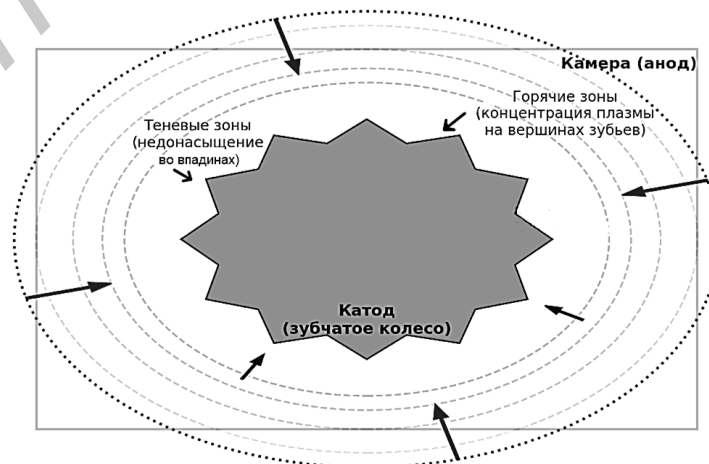 Камера (анод)
Горячие зоны
(концентрация плазмы
на вершинах зубьев)
Теневые зоны
(недонасыщение
во впадинах)
Катод
(зубчатое колесо)